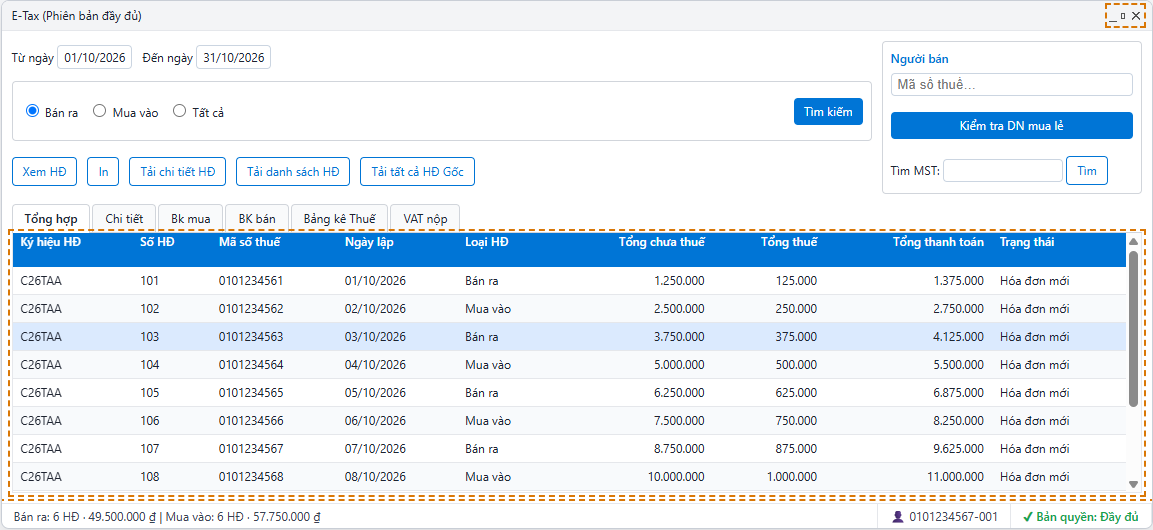 E-Tax (Phiên bản đầy đủ)
Từ ngày 01/10/2026 Đến ngày 31/10/2026
Bán ra Mua vào Tất cả Tìm kiếm
Người bán
Mã số thuế...
Kiểm tra DN mua lẻ
Tìm MST: Tìm
Xem HĐ In Tải chi tiết HĐ Tải danh sách HĐ Tải tất cả HĐ Gốc
Tổng hợp Chi tiết Bk mua BK bán Bảng kê Thuế VAT nộp
Ký hiệu HĐ Số HĐ Mã số thuế Ngày lập Loại HĐ Tổng chưa thuế Tổng thuế Tổng thanh toán Trạng thái
C26TAA 101 0101234561 01/10/2026 Bán ra 1.250.000 125.000 1.375.000 Hóa đơn mới
C26TAA 102 0101234562 02/10/2026 Mua vào 2.500.000 250.000 2.750.000 Hóa đơn mới
C26TAA 103 0101234563 03/10/2026 Bán ra 3.750.000 375.000 4.125.000 Hóa đơn mới
C26TAA 104 0101234564 04/10/2026 Mua vào 5.000.000 500.000 5.500.000 Hóa đơn mới
C26TAA 105 0101234565 05/10/2026 Bán ra 6.250.000 625.000 6.875.000 Hóa đơn mới
C26TAA 106 0101234566 06/10/2026 Mua vào 7.500.000 750.000 8.250.000 Hóa đơn mới
C26TAA 107 0101234567 07/10/2026 Bán ra 8.750.000 875.000 9.625.000 Hóa đơn mới
C26TAA 108 0101234568 08/10/2026 Mua vào 10.000.000 1.000.000 11.000.000 Hóa đơn mới
Bán ra: 6 HĐ · 49.500.000 ₫ | Mua vào: 6 HĐ · 57.750.000 ₫ 0101234567-001 ✓ Bản quyền: Đầy đủ